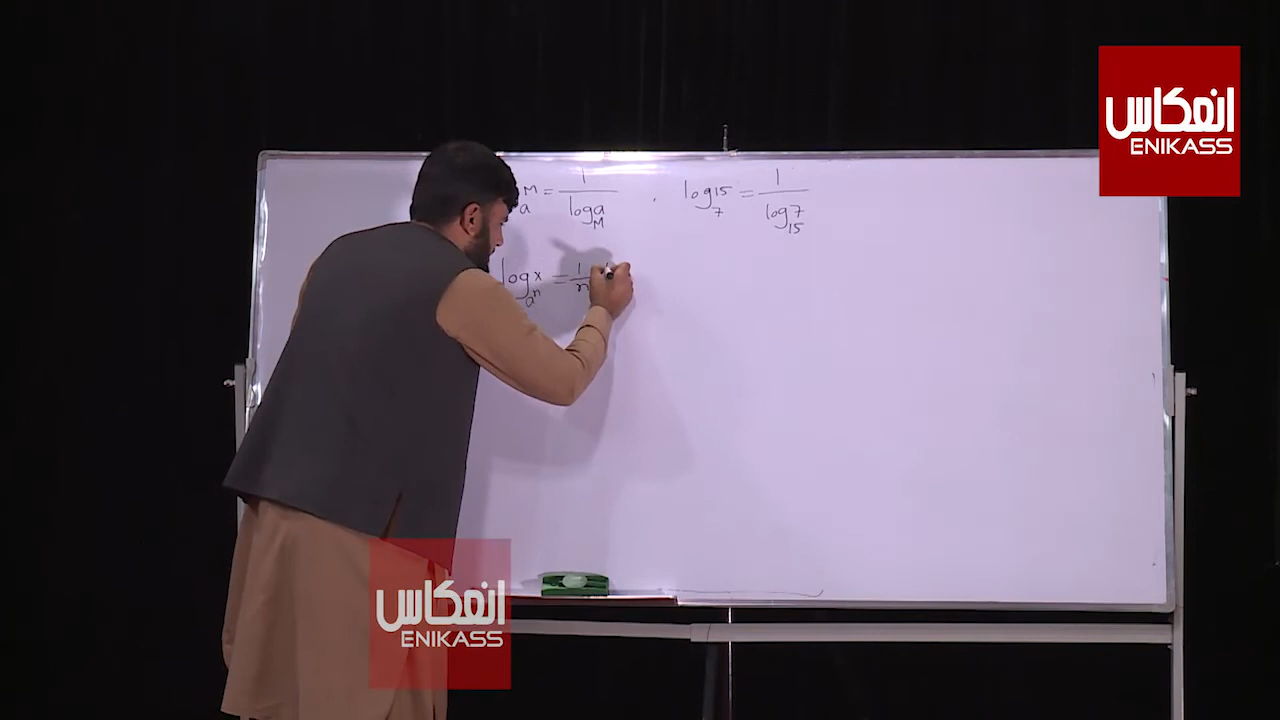 انعکاس
ENIKASS
M
a = 1 / log a M , log 15 7 = 1 / log 7 15
log x aⁿ = 1 / n
انعکاس
ENIKASS